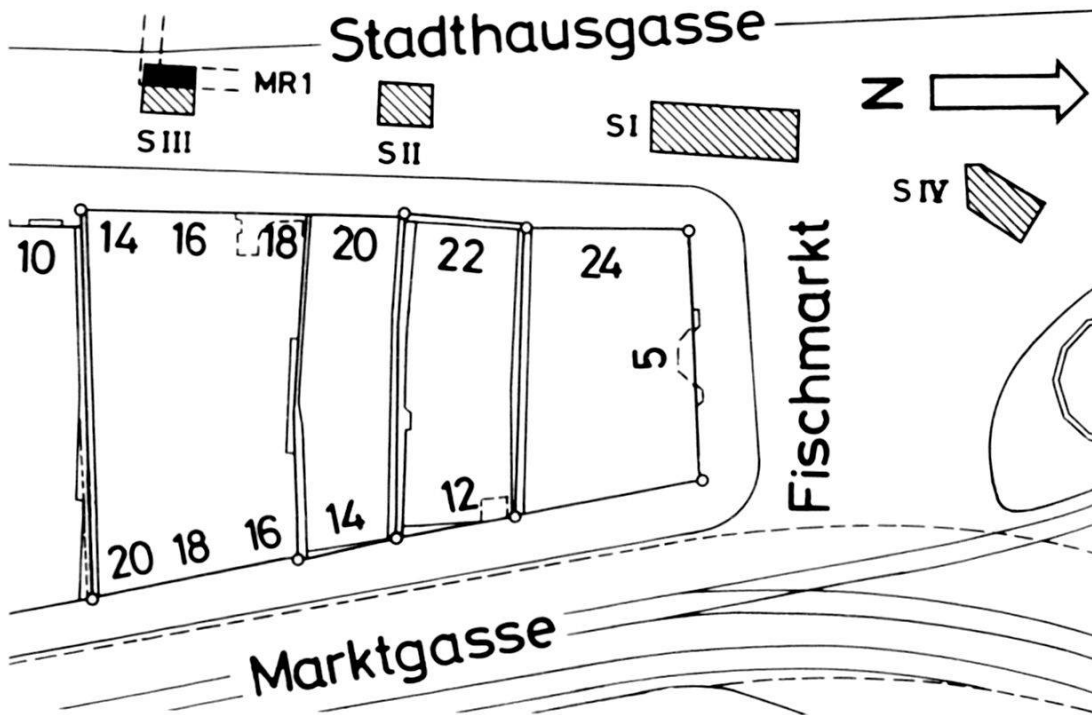 Stadthausgasse
MR1
SIII
SII
SI
N
SIV
10
14
16
18
20
22
24
5
Fischmarkt
20
18
16
14
12
Marktgasse